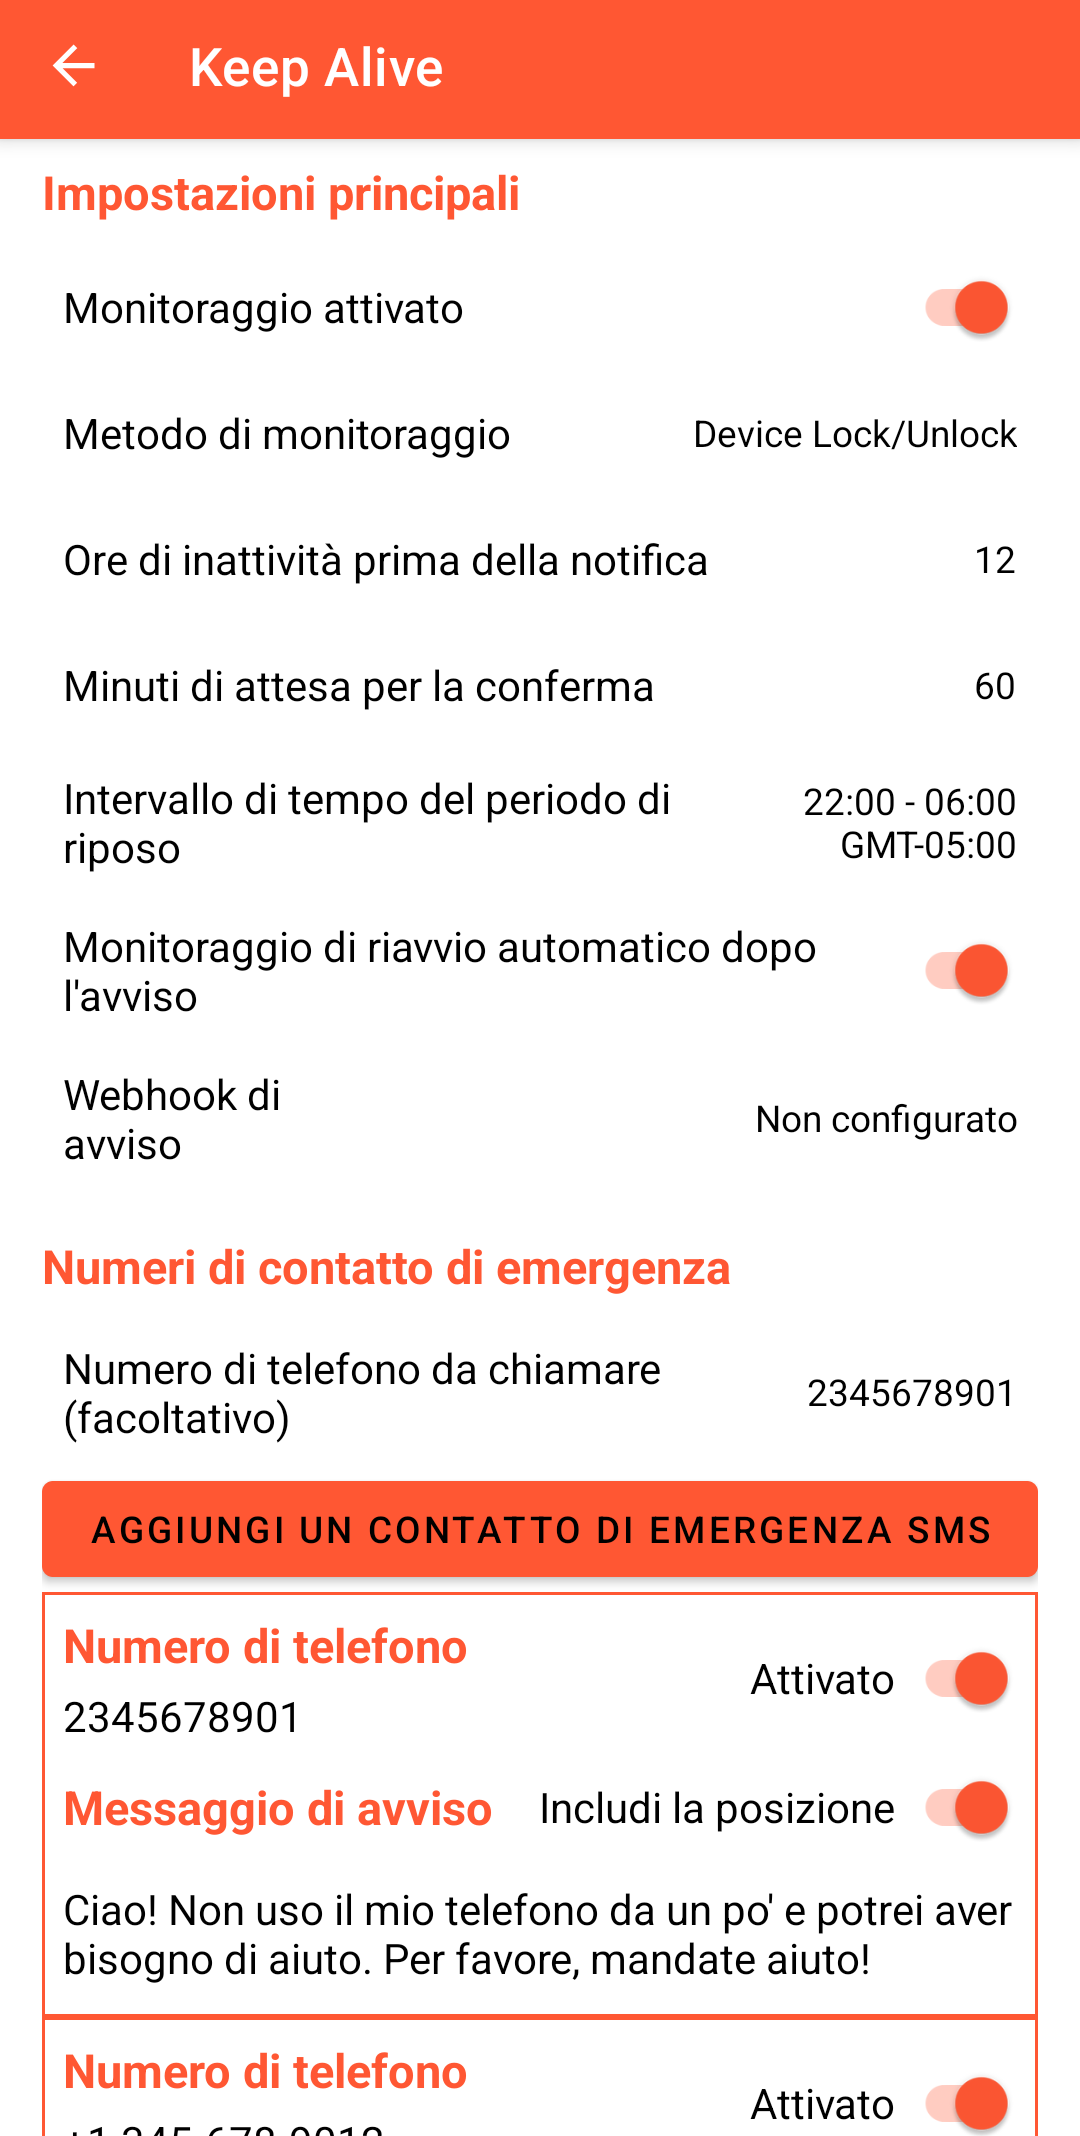 Keep Alive
Impostazioni principali
Monitoraggio attivato
Metodo di monitoraggio Device Lock/Unlock
Ore di inattività prima della notifica 12
Minuti di attesa per la conferma 60
Intervallo di tempo del periodo di
riposo
22:00 - 06:00
GMT-05:00
Monitoraggio di riavvio automatico dopo
l'avviso
Webhook di
avviso
Non configurato
Numeri di contatto di emergenza
Numero di telefono da chiamare
(facoltativo)
2345678901
AGGIUNGI UN CONTATTO DI EMERGENZA SMS
Numero di telefono
Attivato
2345678901
Messaggio di avviso Includi la posizione
Ciao! Non uso il mio telefono da un po' e potrei aver
bisogno di aiuto. Per favore, mandate aiuto!
Numero di telefono
Attivato